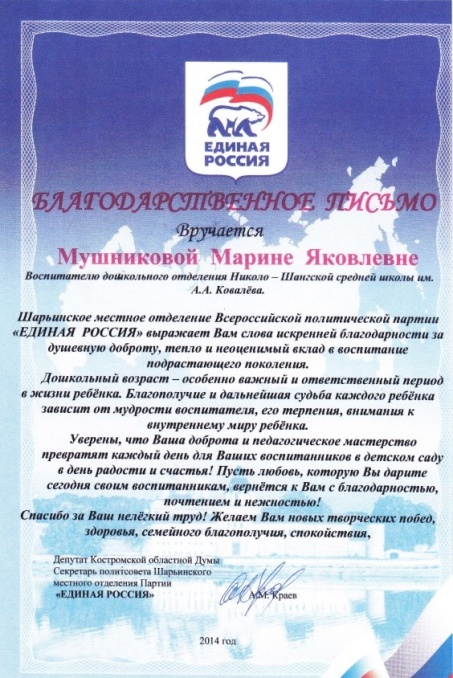 ЕДИНАЯ
РОССИЯ
БЛАГОДАРСТВЕННОЕ ПИСЬМО
Вручается
Мушниковой Марине Яковлевне
Воспитателю дошкольного отделения Николо – Шангской средней школы им.
А.А. Ковалёва.
Шарьинское местное отделение Всероссийской политической партии
«ЕДИНАЯ РОССИЯ» выражает Вам слова искренней благодарности за
душевную доброту, тепло и неоценимый вклад в воспитание
подрастающего поколения.
Дошкольный возраст – особенно важный и ответственный период
в жизни ребёнка. Благополучие и дальнейшая судьба каждого ребёнка
зависит от мудрости воспитателя, его терпения, внимания к
внутреннему миру ребёнка.
Уверены, что Ваша доброта и педагогическое мастерство
превратят каждый день для Ваших воспитанников в детском саду
в день радости и счастья! Пусть любовь, которую Вы дарите
сегодня своим воспитанникам, вернётся к Вам с благодарностью,
почтением и нежностью!
Спасибо за Ваш нелёгкий труд! Желаем Вам новых творческих побед,
здоровья, семейного благополучия, спокойствия,
Депутат Костромской областной Думы
Секретарь политсовета Шарьинского
местного отделения Партии
«ЕДИНАЯ РОССИЯ» А.М. Краев
2014 год